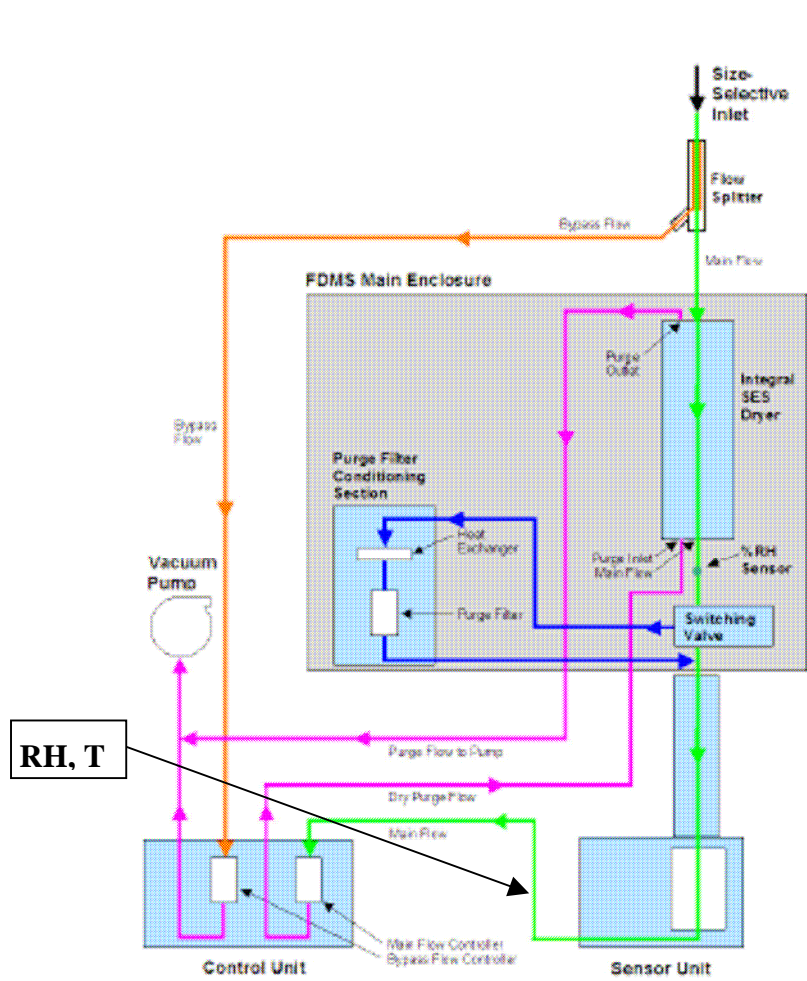 Size-
Selective
Inlet
Flow
Splitter
Bypass Flow
Main Flow
FDMS Main Enclosure
Purge
Outlet
Integral
SES
Dryer
Bypass
Flow
Purge Filter
Conditioning
Section
Heat
Exchanger
Purge Inlet
Main Flow
%RH
Sensor
Vacuum
Pump
Purge Filter
Switching
Valve
RH, T
Purge Flow to Pump
Dry Purge Flow
Main Flow
Main Flow Controller
Bypass Flow Controller
Control Unit
Sensor Unit